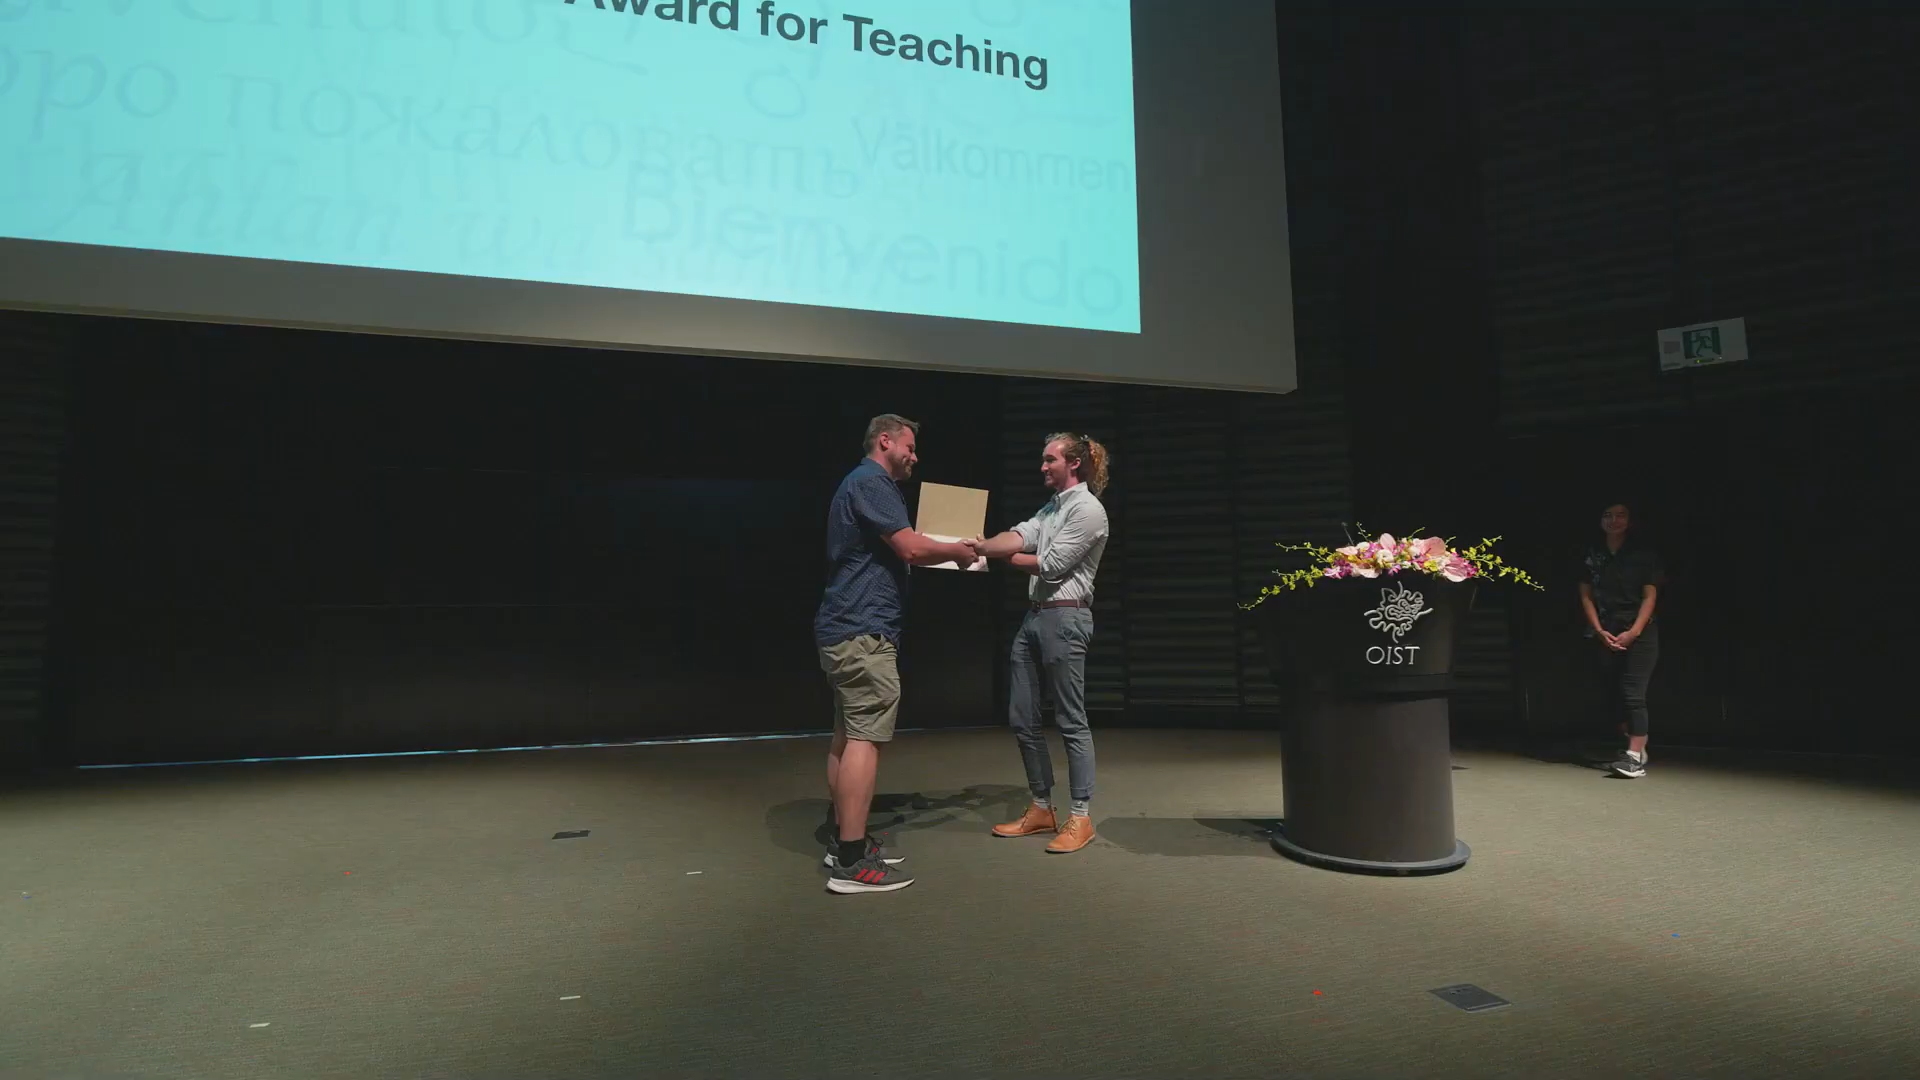 Award for Teaching
пожаловать
Välkommen
Bienvenido
OIST